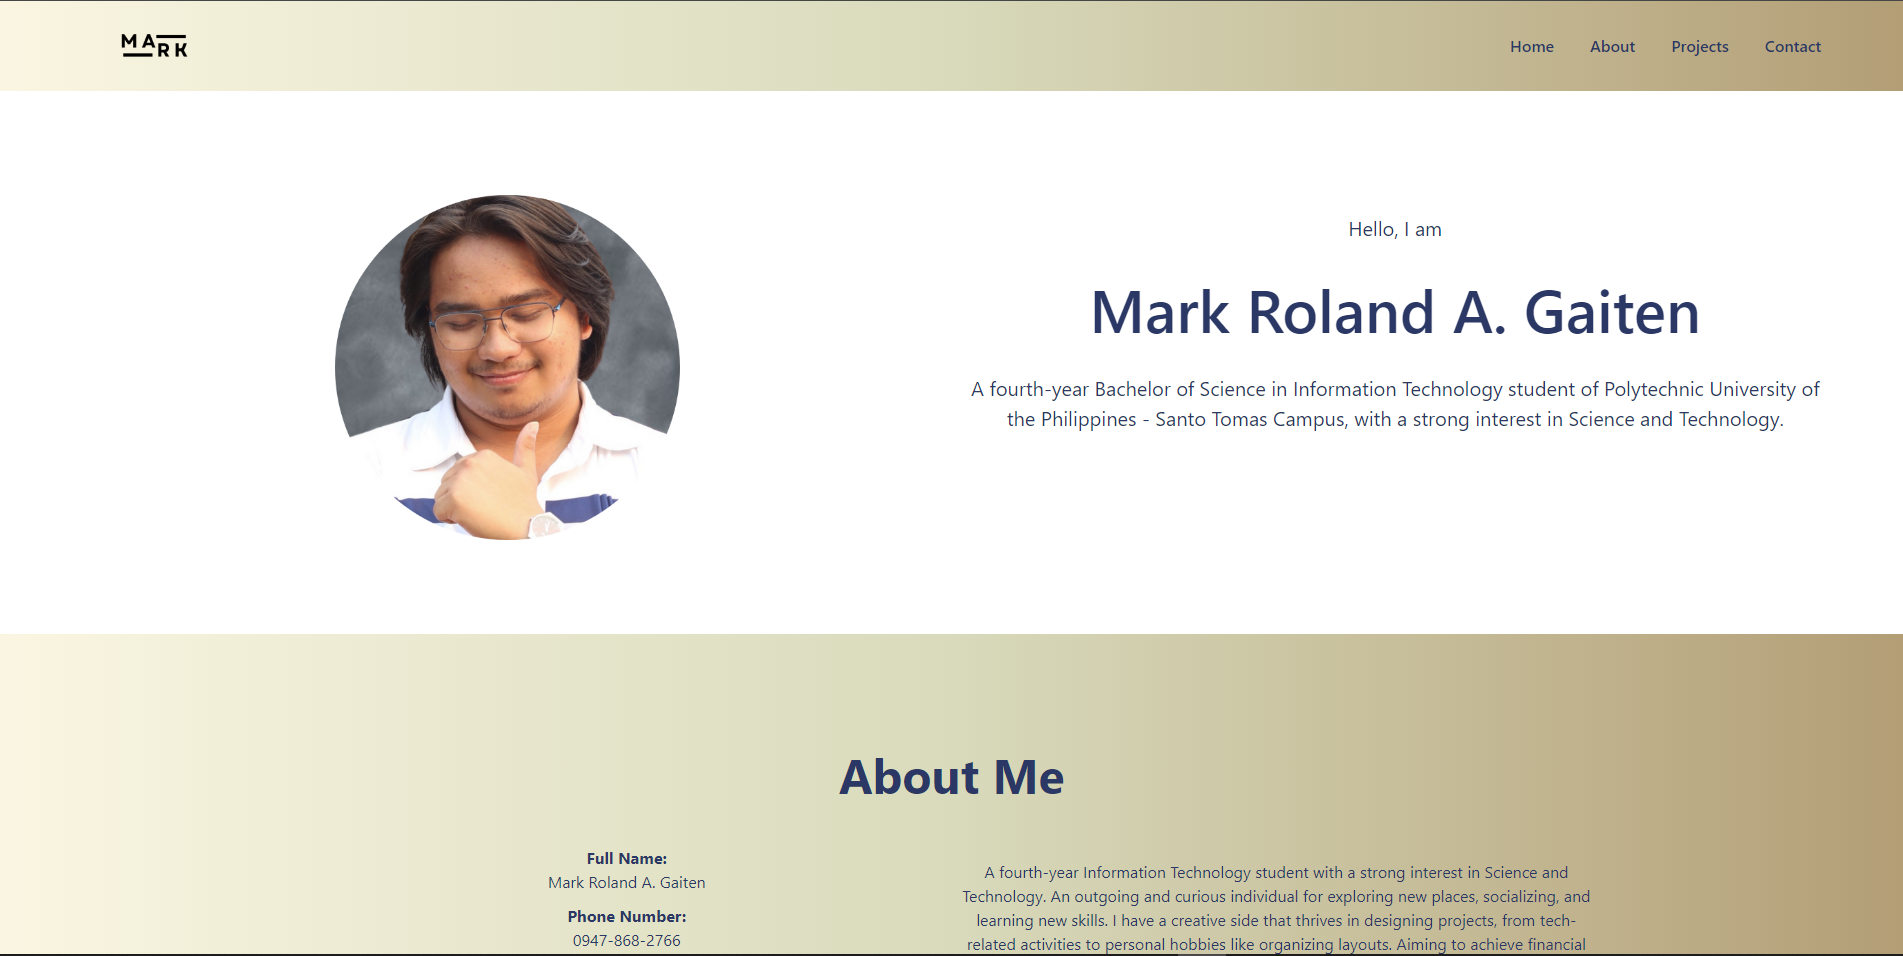 MARK
Home About Projects Contact
Hello, I am
Mark Roland A. Gaiten
A fourth-year Bachelor of Science in Information Technology student of Polytechnic University of
the Philippines - Santo Tomas Campus, with a strong interest in Science and Technology.
About Me
Full Name:
Mark Roland A. Gaiten
Phone Number:
0947-868-2766
A fourth-year Information Technology student with a strong interest in Science and
Technology. An outgoing and curious individual for exploring new places, socializing, and
learning new skills. I have a creative side that thrives in designing projects, from tech-
related activities to personal hobbies like organizing layouts. Aiming to achieve financial